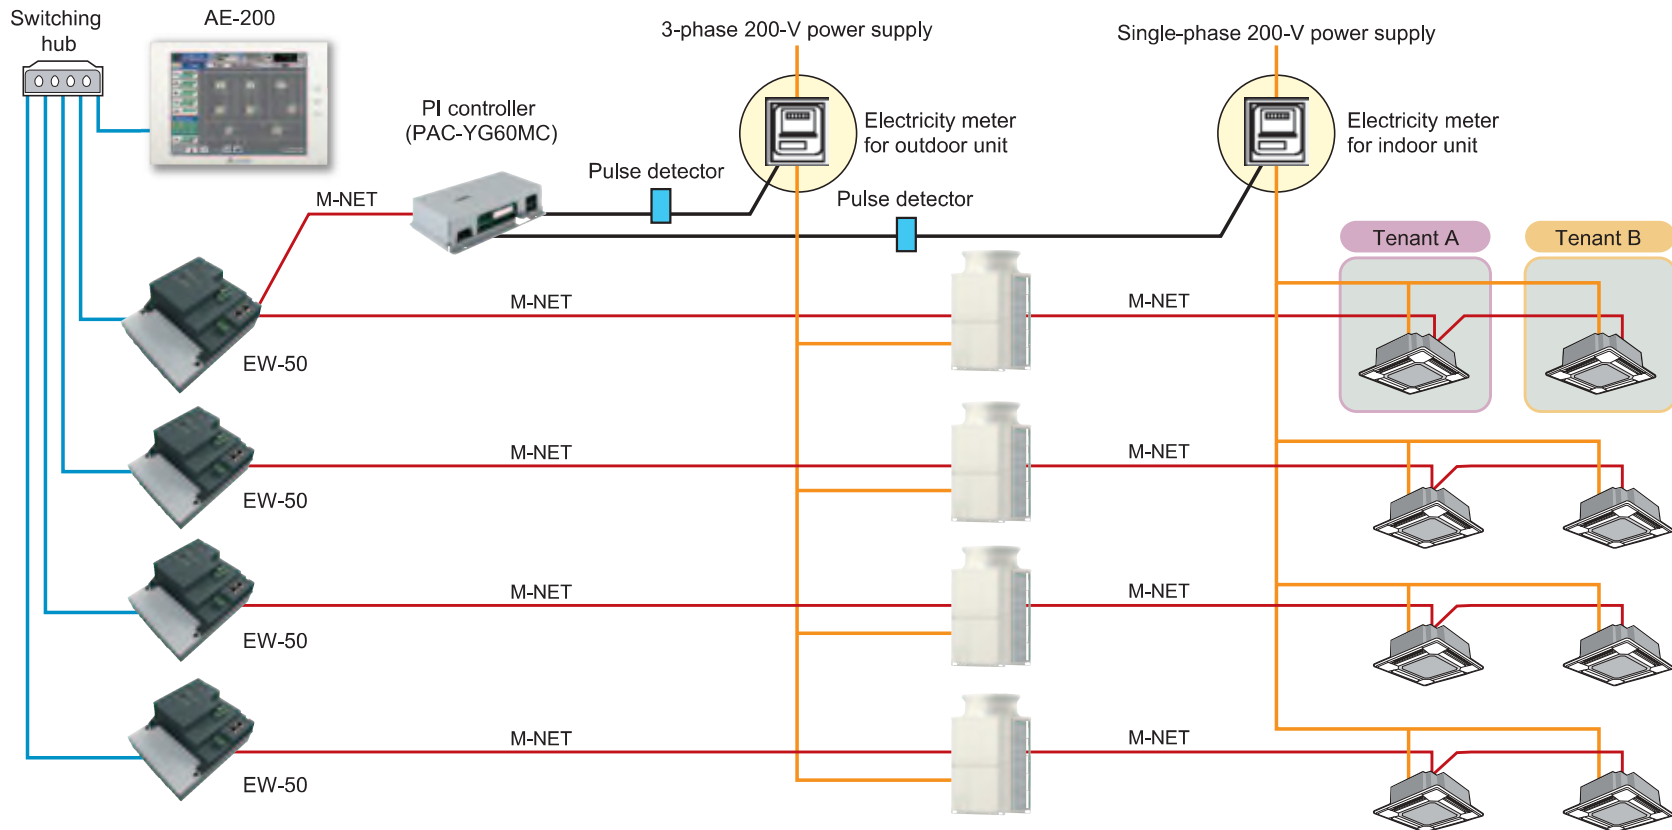 Switching
hub
AE-200
3-phase 200-V power supply
Single-phase 200-V power supply
PI controller
(PAC-YG60MC)
Electricity meter
for outdoor unit
Electricity meter
for indoor unit
Pulse detector
Pulse detector
M-NET
Tenant A
Tenant B
M-NET
M-NET
EW-50
M-NET
M-NET
EW-50
M-NET
M-NET
EW-50
M-NET
M-NET
EW-50